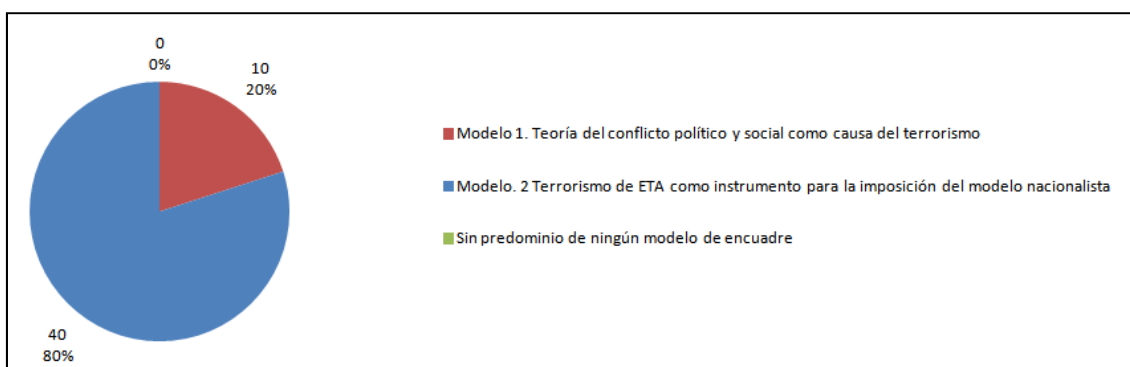 0
0%
10
20%
Modelo 1. Teoría del conflicto político y social como causa del terrorismo
Modelo. 2 Terrorismo de ETA como instrumento para la imposición del modelo nacionalista
Sin predominio de ningún modelo de encuadre
40
80%